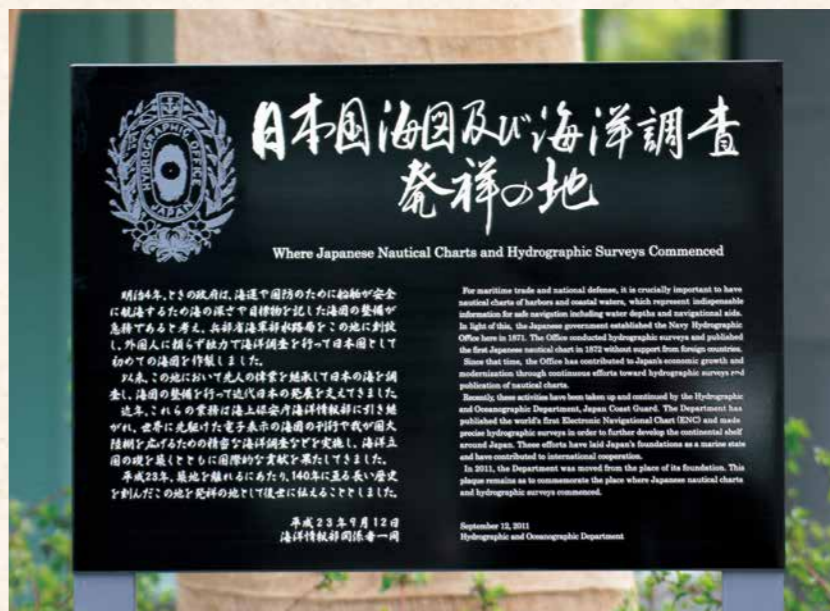 HYDROGRAPHIC OFFICE
JAPAN
日本国海図及び海洋調査
発祥の地
Where Japanese Nautical Charts and Hydrographic Surveys Commenced
明治4年、ときの政府は、海運や国防のために船舶が安全
に航海するため海の深さや目標物を記した海図の整備が
急務であると考え、兵部省海軍部水路局をこの地に創設
し、外国人に頼らず独力で海洋調査を行って日本国として
初めての海図を作製しました。
以来、この地において先人の偉業を継承して日本の海を調
査し、海図の整備を行って近代日本の発展を支えてきました
近年、これらの業務は海上保安庁海洋情報部に引き継
がれ、世界に先駆けた電子表示の海図の刊行や我が国大
陸棚を広げるための精密な海洋調査などを実施し、海洋立
国の礎を築くとともに国際的な貢献を果たしてきました。
平成23年、築地を離れるにあたり、140年に亘る長い歴史
を刻んだこの地を発祥の地として後世に伝えることとしました。
平成23年9月12日
海洋情報部関係者一同
For maritime trade and national defense, it is crucially important to have
nautical charts of harbors and coastal waters, which represent indispensable
information for safe navigation including water depths and navigational aids.
In light of this, the Japanese government established the Navy Hydrographic
Office here in 1871. The Office conducted hydrographic surveys and published
the first Japanese nautical chart in 1872 without support from foreign countries.
Since that time, the Office has contributed to Japan's economic growth and
modernization through continuous efforts toward hydrographic surveys and
publication of nautical charts.
Recently, these activities have been taken up and continued by the Hydrographic
and Oceanographic Department, Japan Coast Guard. The Department has
published the world's first Electronic Navigational Chart (ENC) and made
precise hydrographic surveys in order to further develop the continental shelf
around Japan. These efforts have laid Japan's foundations as a marine state
and have contributed to international cooperation.
In 2011, the Department was moved from the place of its foundation. This
plaque remains as to commemorate the place where Japanese nautical charts
and hydrographic surveys commenced.
September 12, 2011
Hydrographic and Oceanographic Department